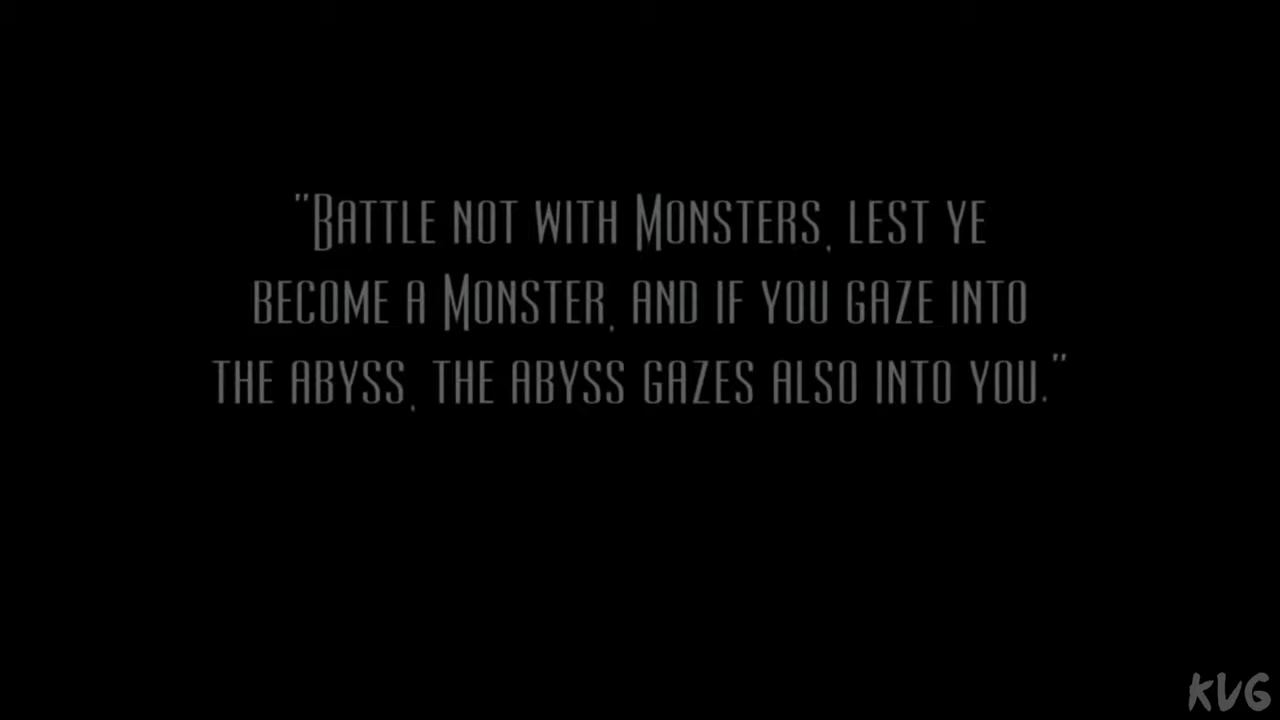 "Battle not with Monsters, lest ye
become a Monster, and if you gaze into
the abyss, the abyss gazes also into you."
KVG